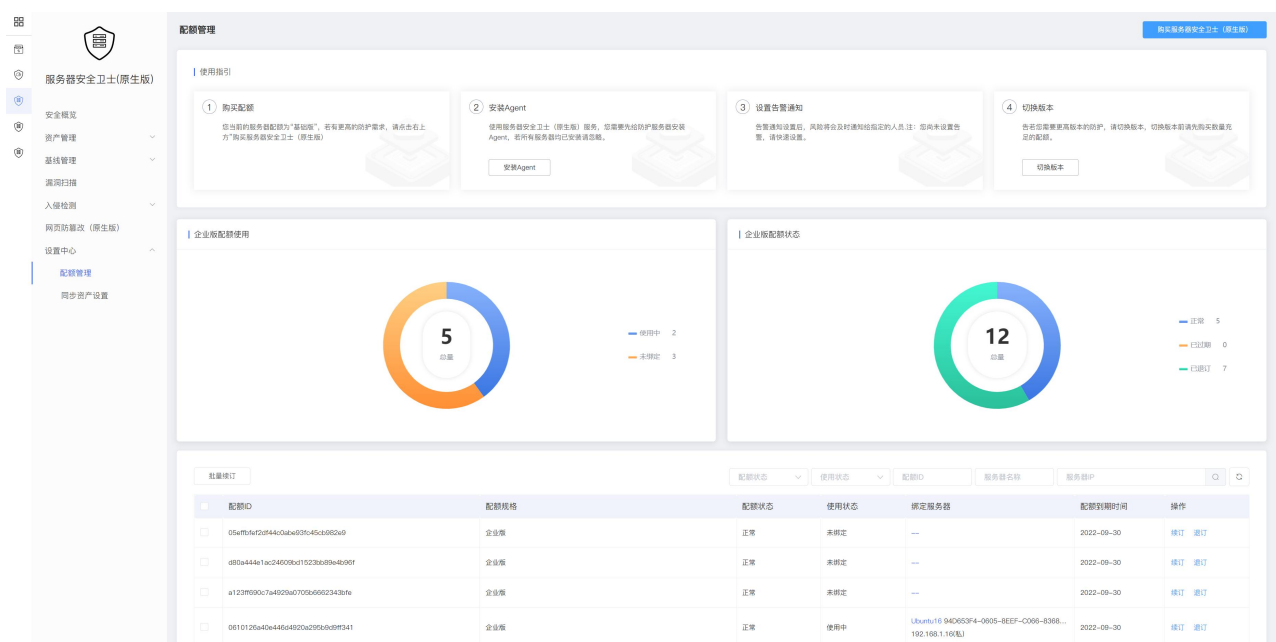 配额管理
购买服务器安全卫士（原生版）
服务器安全卫士(原生版)
安全概览
资产管理
基线管理
漏洞扫描
入侵检测
网页防篡改（原生版）
设置中心
配额管理
同步资产设置
使用指引
1 购买配额
您当前的服务器配额为“基础版”，若有更高的防护需求，请点击右上
方“购买服务器安全卫士（原生版）
2 安装Agent
使用服务器安全卫士（原生版）服务，您需要先给防护服务器安装
Agent，若所有服务器均已安装请忽略。
安装Agent
3 设置告警通知
告警通知设置后，风险将会及时通知给指定的人员.注：您尚未设置告
警，请快速设置。
4 切换版本
告若您需要更高版本的防护，请切换版本，切换版本前请先购买数量充
足的配额。
切换版本
企业版配额使用
5
总量
使用中 2
未绑定 3
企业版配额状态
12
总量
正常 5
已过期 0
已退订 7
批量续订
配额状态 使用状态 配额ID 服务器名称 服务器IP
配额ID 配额规格 配额状态 使用状态 绑定服务器 配额到期时间 操作
05effbfef2df44c0abe93fc45cb982e9 企业版 正常 未绑定 -- 2022-09-30 续订 退订
d80a444e1ac24609bd1523bb89e4b96f 企业版 正常 未绑定 -- 2022-09-30 续订 退订
a123ff690c7a4929a0705b6662343bfe 企业版 正常 未绑定 -- 2022-09-30 续订 退订
0610126a40e446d4920a295b9d9ff341 企业版 正常 使用中 Ubuntu16 94D653F4-0605-8EEF-C066-8368... 2022-09-30 续订 退订
192.168.1.16(私)